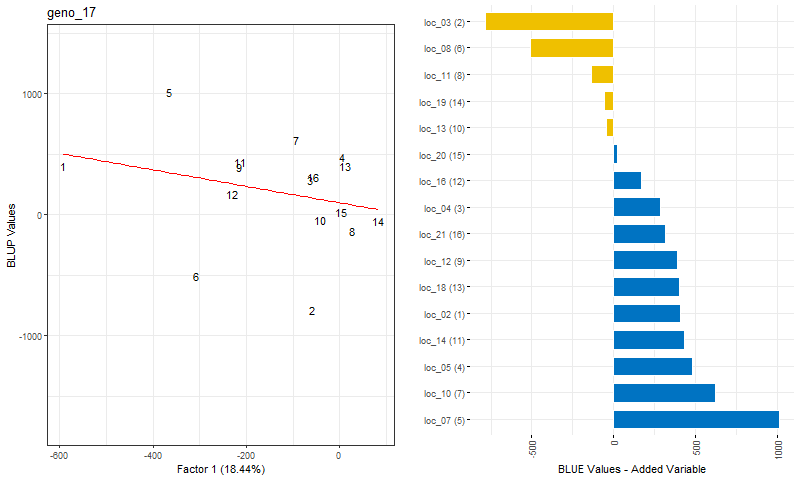 geno_17
BLUP Values
1000
0
-1000
5
7
4
11
13
9
1
16
3
12
15
10
14
8
6
2
-600
-400
-200
0
Factor 1 (18.44%)
loc_03 (2)
loc_08 (6)
loc_11 (8)
loc_19 (14)
loc_13 (10)
loc_20 (15)
loc_16 (12)
loc_04 (3)
loc_21 (16)
loc_12 (9)
loc_18 (13)
loc_02 (1)
loc_14 (11)
loc_05 (4)
loc_10 (7)
loc_07 (5)
-500
0
500
1000
BLUE Values - Added Variable